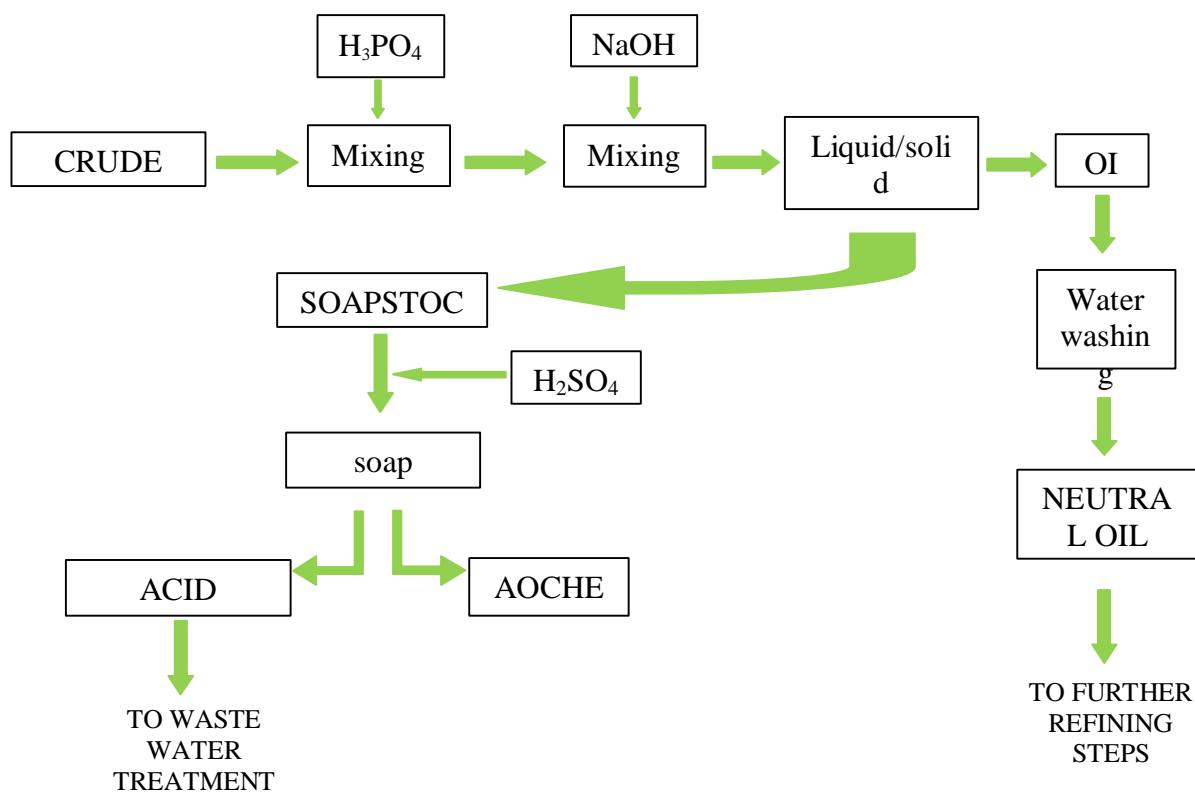 H₃PO₄
NaOH
CRUDE
Mixing
Mixing
Liquid/soli
d
OI
SOAPSTOC
H₂SO₄
Water
washin
g
soap
NEUTRA
L OIL
ACID
AOCHE
TO WASTE
WATER
TREATMENT
TO FURTHER
REFINING
STEPS